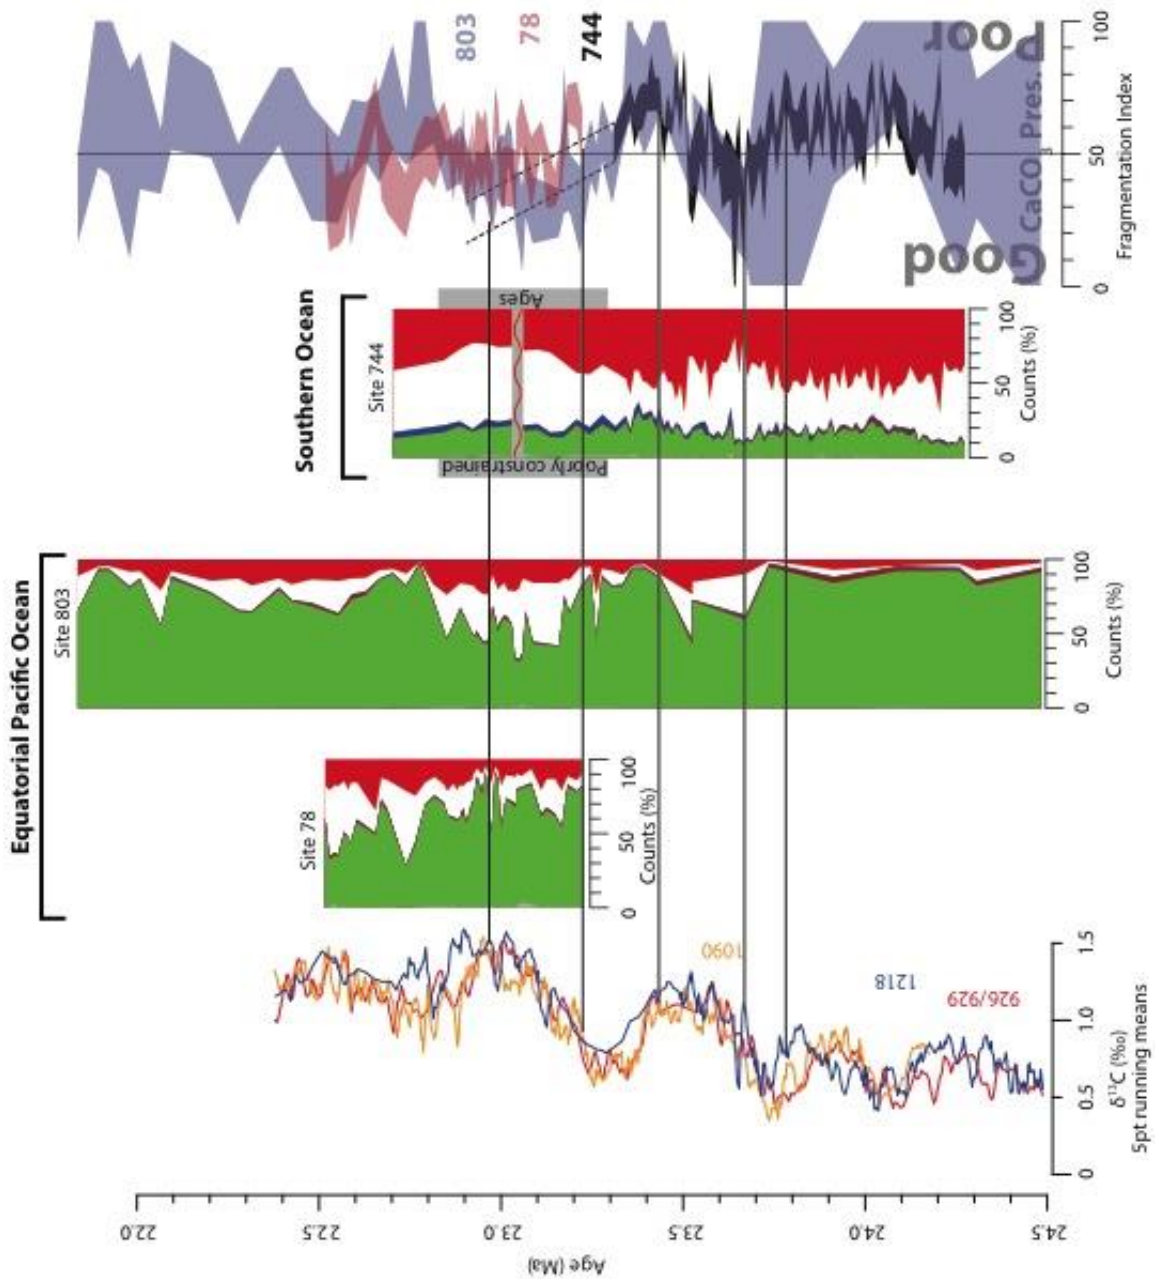 Equatorial Pacific Ocean
Southern Ocean
Site 78
Site 803
Site 744
803
78
744
Poorly constrained
Ages
1090
1218
926/929
Good
CaCO3 Pres.
Poor
0
0.5
1.0
1.5
δ¹³C (‰)
5pt running means
0
50
100
Counts (%)
0
50
100
Counts (%)
0
50
100
Counts (%)
0
50
100
Fragmentation Index
22.0
22.5
23.0
23.5
24.0
24.5
Age (Ma)